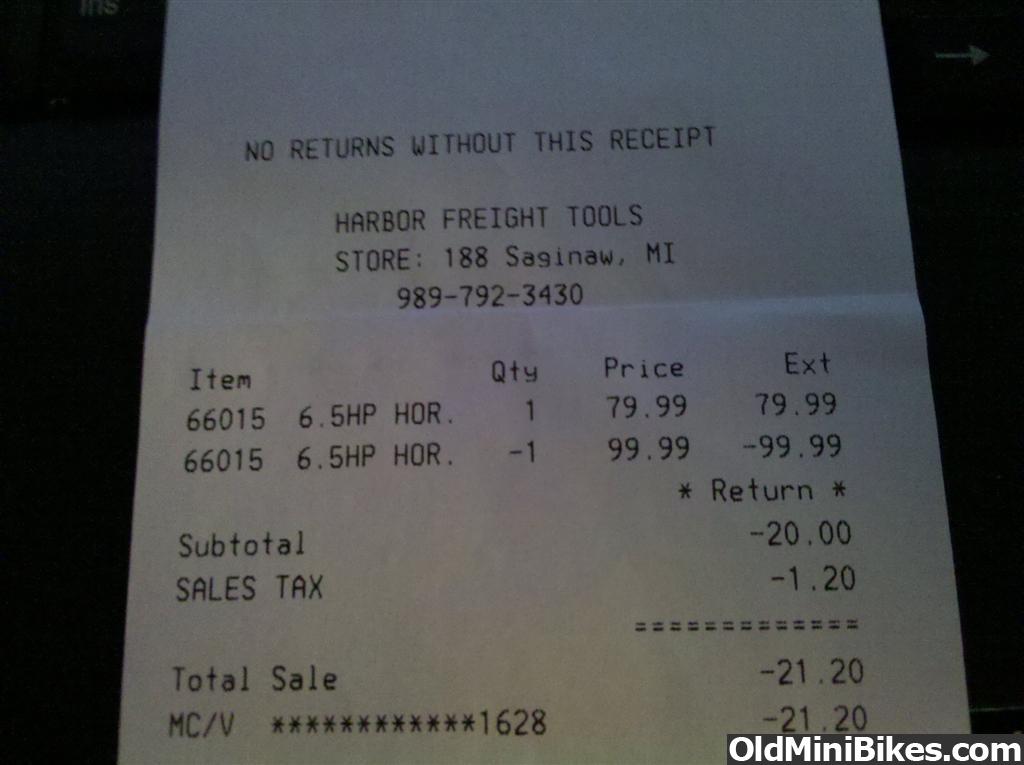 Ins
→
NO RETURNS WITHOUT THIS RECEIPT
HARBOR FREIGHT TOOLS
STORE: 188 Saginaw, MI
989-792-3430
Item Qty Price Ext
66015 6.5HP HOR. 1 79.99 79.99
66015 6.5HP HOR. -1 99.99 -99.99
* Return *
Subtotal -20.00
SALES TAX -1.20
=============
Total Sale -21.20
MC/V ************1628 -21.20
OldMiniBikes.com